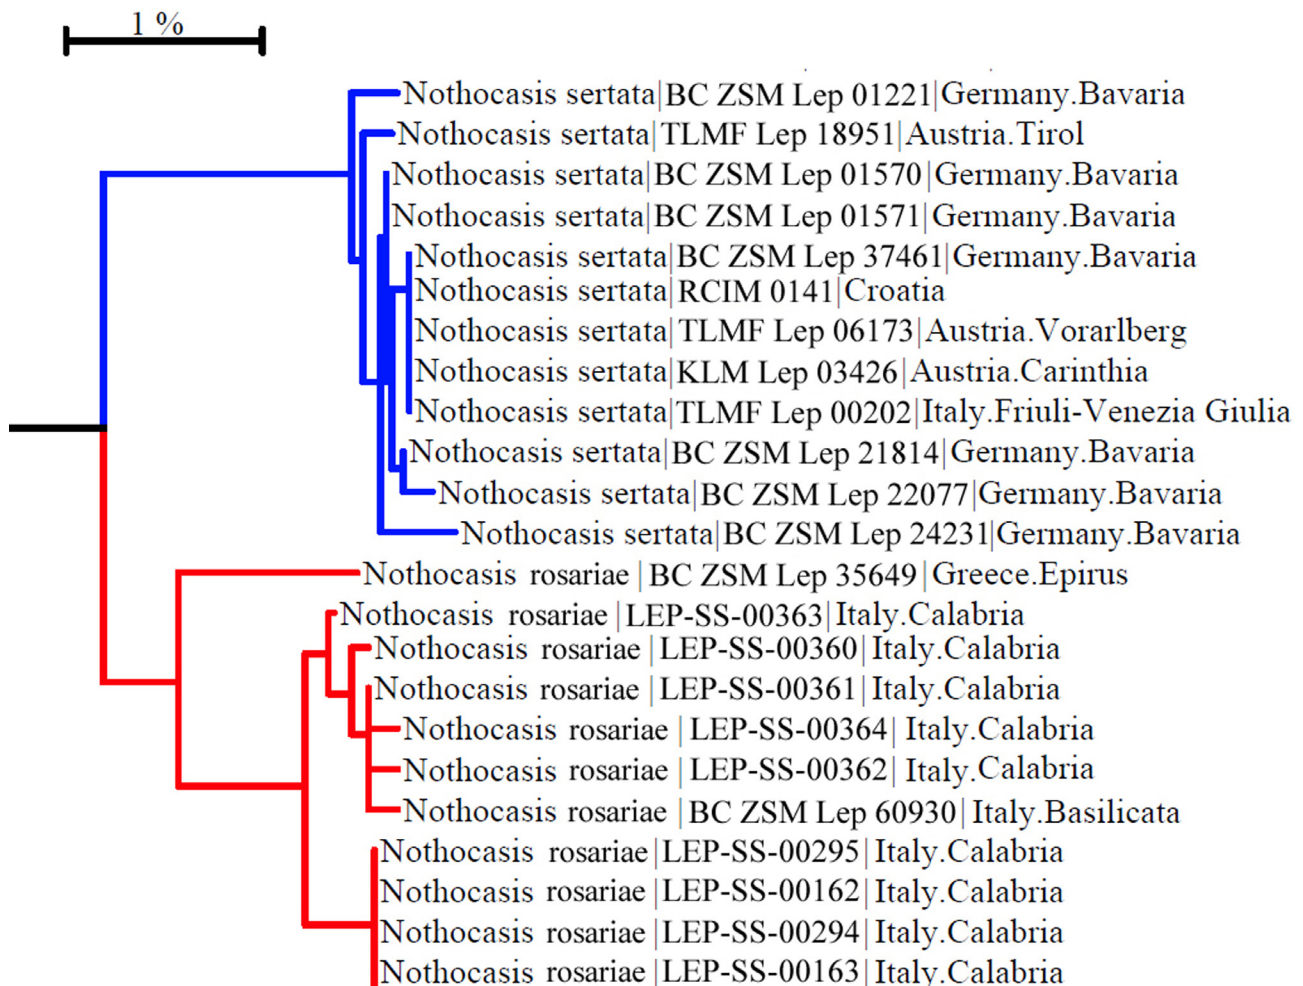 1 %
Nothocasis sertata|BC ZSM Lep 01221|Germany.Bavaria
Nothocasis sertata|TLMF Lep 18951|Austria.Tirol
Nothocasis sertata|BC ZSM Lep 01570|Germany.Bavaria
Nothocasis sertata|BC ZSM Lep 01571|Germany.Bavaria
Nothocasis sertata|BC ZSM Lep 37461|Germany.Bavaria
Nothocasis sertata|RCIM 0141|Croatia
Nothocasis sertata|TLMF Lep 06173|Austria.Vorarlberg
Nothocasis sertata|KLM Lep 03426|Austria.Carinthia
Nothocasis sertata|TLMF Lep 00202|Italy.Friuli-Venezia Giulia
Nothocasis sertata|BC ZSM Lep 21814|Germany.Bavaria
Nothocasis sertata|BC ZSM Lep 22077|Germany.Bavaria
Nothocasis sertata|BC ZSM Lep 24231|Germany.Bavaria
Nothocasis rosariae |BC ZSM Lep 35649|Greece.Epirus
Nothocasis rosariae |LEP-SS-00363|Italy.Calabria
Nothocasis rosariae |LEP-SS-00360|Italy.Calabria
Nothocasis rosariae |LEP-SS-00361|Italy.Calabria
Nothocasis rosariae |LEP-SS-00364| Italy.Calabria
Nothocasis rosariae |LEP-SS-00362| Italy.Calabria
Nothocasis rosariae |BC ZSM Lep 60930|Italy.Basilicata
Nothocasis rosariae |LEP-SS-00295|Italy.Calabria
Nothocasis rosariae |LEP-SS-00162|Italy.Calabria
Nothocasis rosariae |LEP-SS-00294|Italy.Calabria
Nothocasis rosariae |LEP-SS-00163|Italy.Calabria